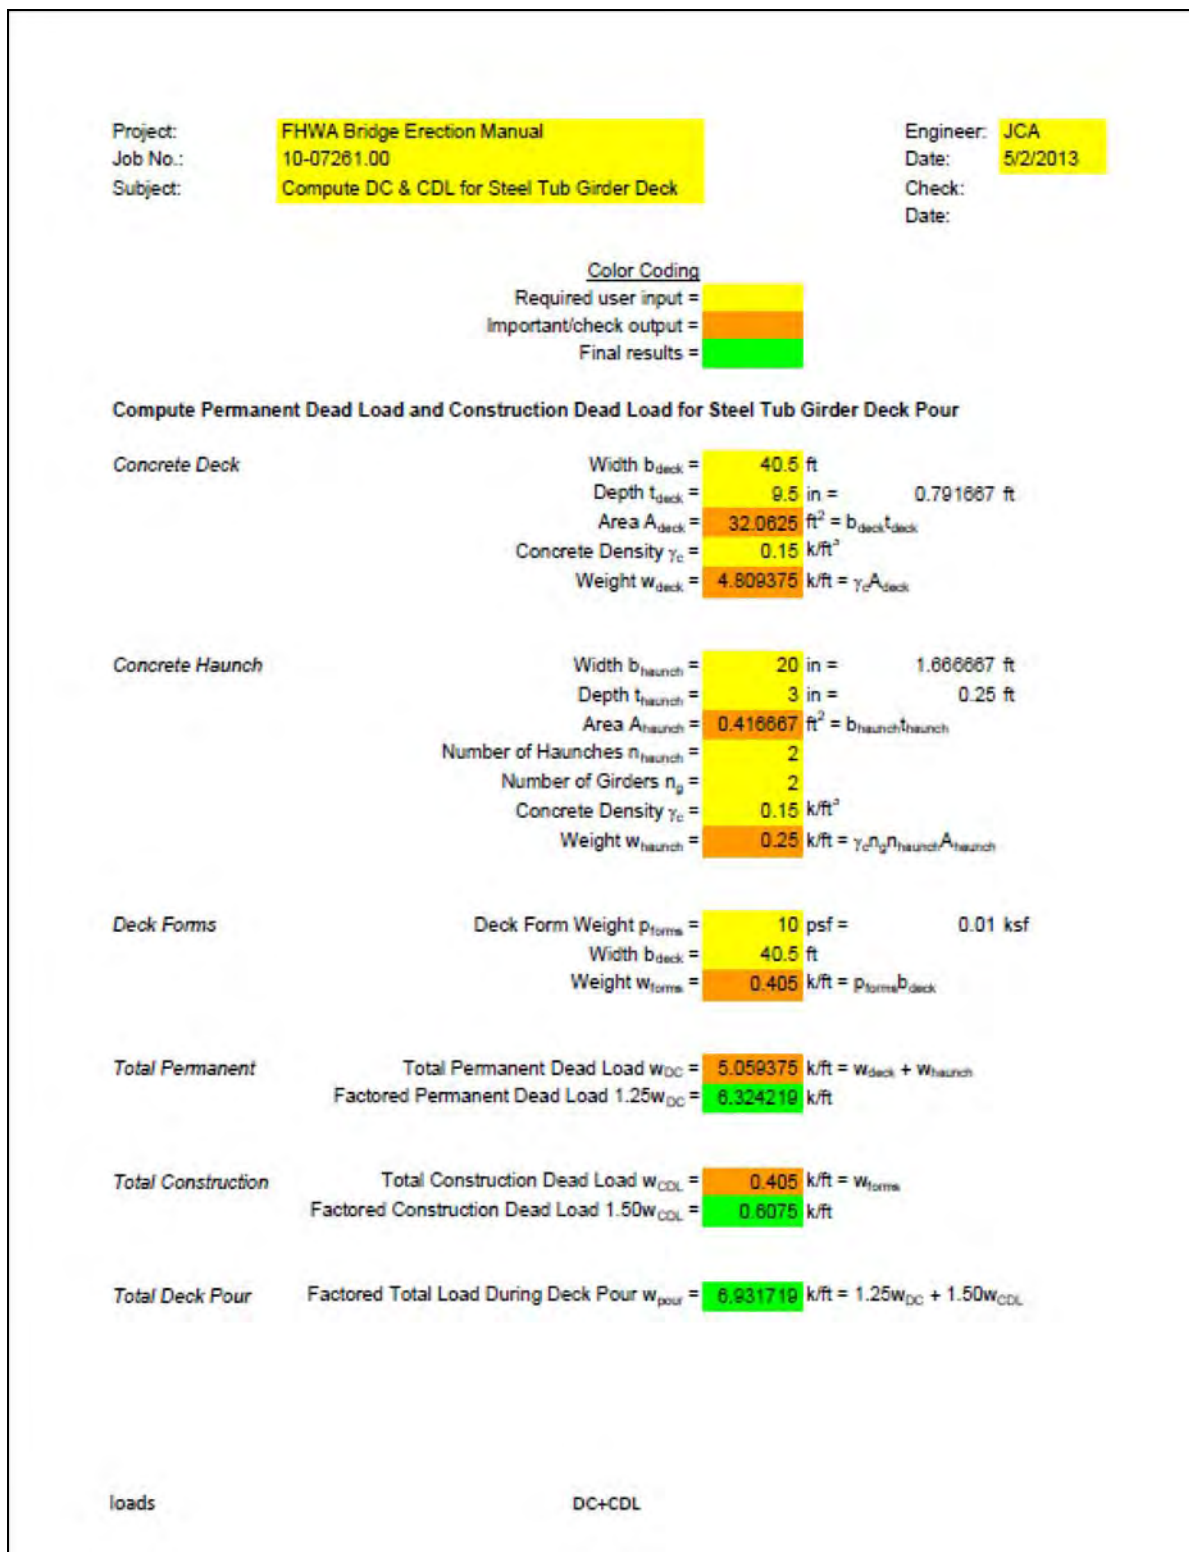 Project: FHWA Bridge Erection Manual Engineer: JCA
Job No.: 10-07261.00 Date: 5/2/2013
Subject: Compute DC & CDL for Steel Tub Girder Deck Check:
Date:
Color Coding
Required user input =
Important/check output =
Final results =
Compute Permanent Dead Load and Construction Dead Load for Steel Tub Girder Deck Pour
Concrete Deck Width b_deck = 40.5 ft
Depth t_deck = 9.5 in = 0.791667 ft
Area A_deck = 32.0625 ft² = b_deck t_deck
Concrete Density γ_c = 0.15 k/ft³
Weight w_deck = 4.809375 k/ft = γ_c A_deck
Concrete Haunch Width b_haunch = 20 in = 1.666667 ft
Depth t_haunch = 3 in = 0.25 ft
Area A_haunch = 0.416667 ft² = b_haunch t_haunch
Number of Haunches n_haunch = 2
Number of Girders n_g = 2
Concrete Density γ_c = 0.15 k/ft³
Weight w_haunch = 0.25 k/ft = γ_c n_g n_haunch A_haunch
Deck Forms Deck Form Weight p_forms = 10 psf = 0.01 ksf
Width b_deck = 40.5 ft
Weight w_forms = 0.405 k/ft = p_forms b_deck
Total Permanent Total Permanent Dead Load w_DC = 5.059375 k/ft = w_deck + w_haunch
Factored Permanent Dead Load 1.25w_DC = 6.324219 k/ft
Total Construction Total Construction Dead Load w_CDL = 0.405 k/ft = w_forms
Factored Construction Dead Load 1.50w_CDL = 0.6075 k/ft
Total Deck Pour Factored Total Load During Deck Pour w_pour = 6.931719 k/ft = 1.25w_DC + 1.50w_CDL
loads DC+CDL